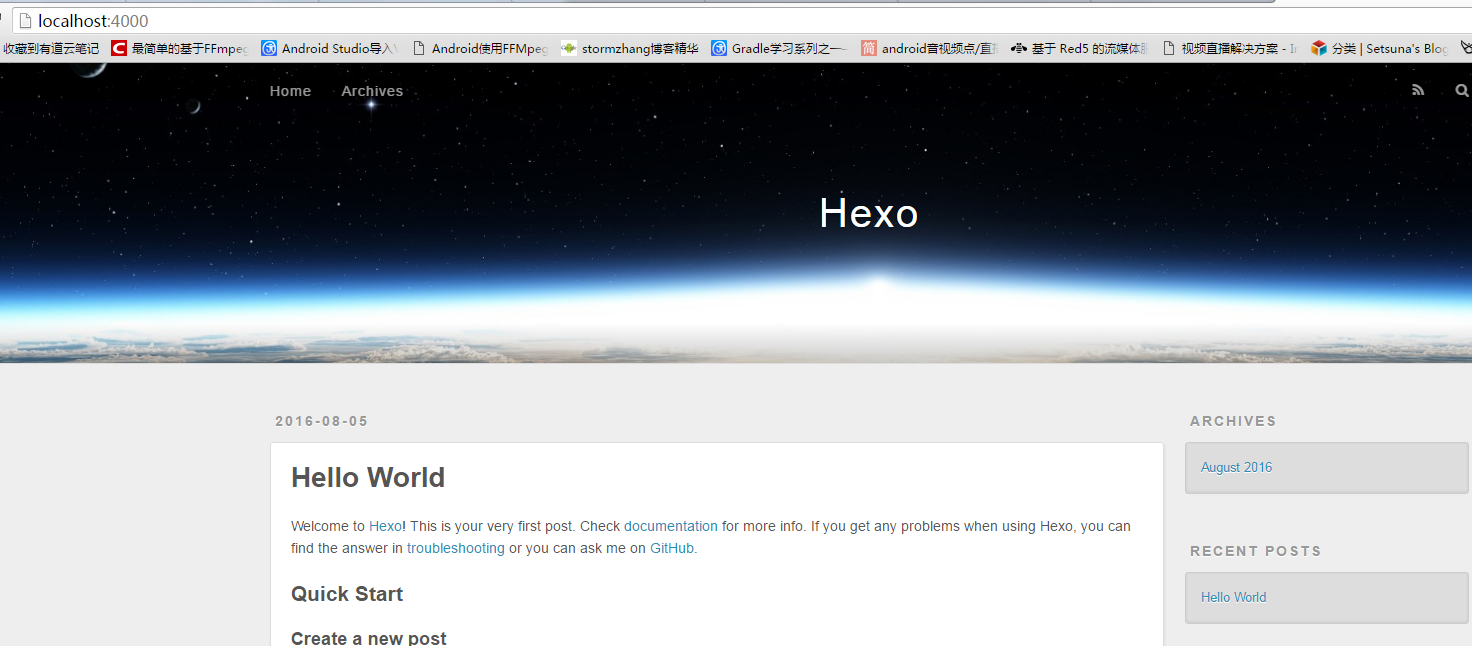 localhost:4000
收藏到有道云笔记 最简单的基于FFmpe Android Studio导入 Android使用FFMpeg stormzhang博客精华 Gradle学习系列之一 android音视频点/直 基于 Red5 的流媒体 视频直播解决方案 - 分类 | Setsuna's Blog
Home Archives
Hexo
2016-08-05
Hello World
Welcome to Hexo! This is your very first post. Check documentation for more info. If you get any problems when using Hexo, you can
find the answer in troubleshooting or you can ask me on GitHub.
Quick Start
Create a new post
ARCHIVES
August 2016
RECENT POSTS
Hello World